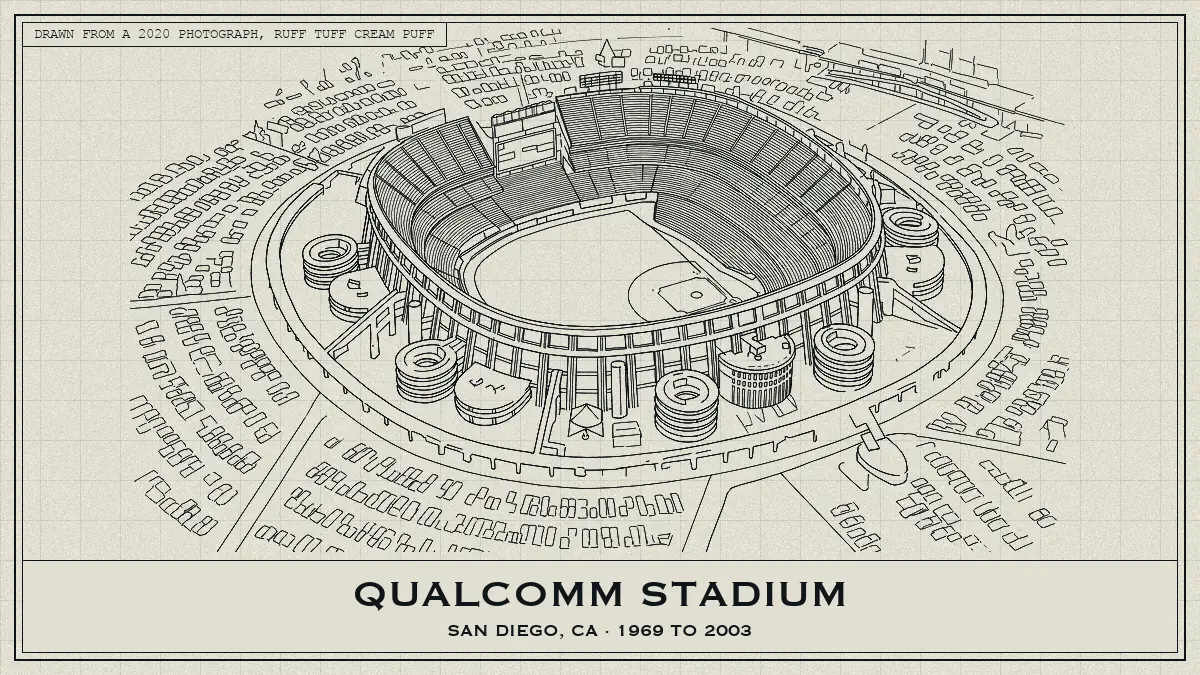 DRAWN FROM A 2020 PHOTOGRAPH, RUFF TUFF CREAM PUFF
QUALCOMM STADIUM
SAN DIEGO, CA · 1969 TO 2003